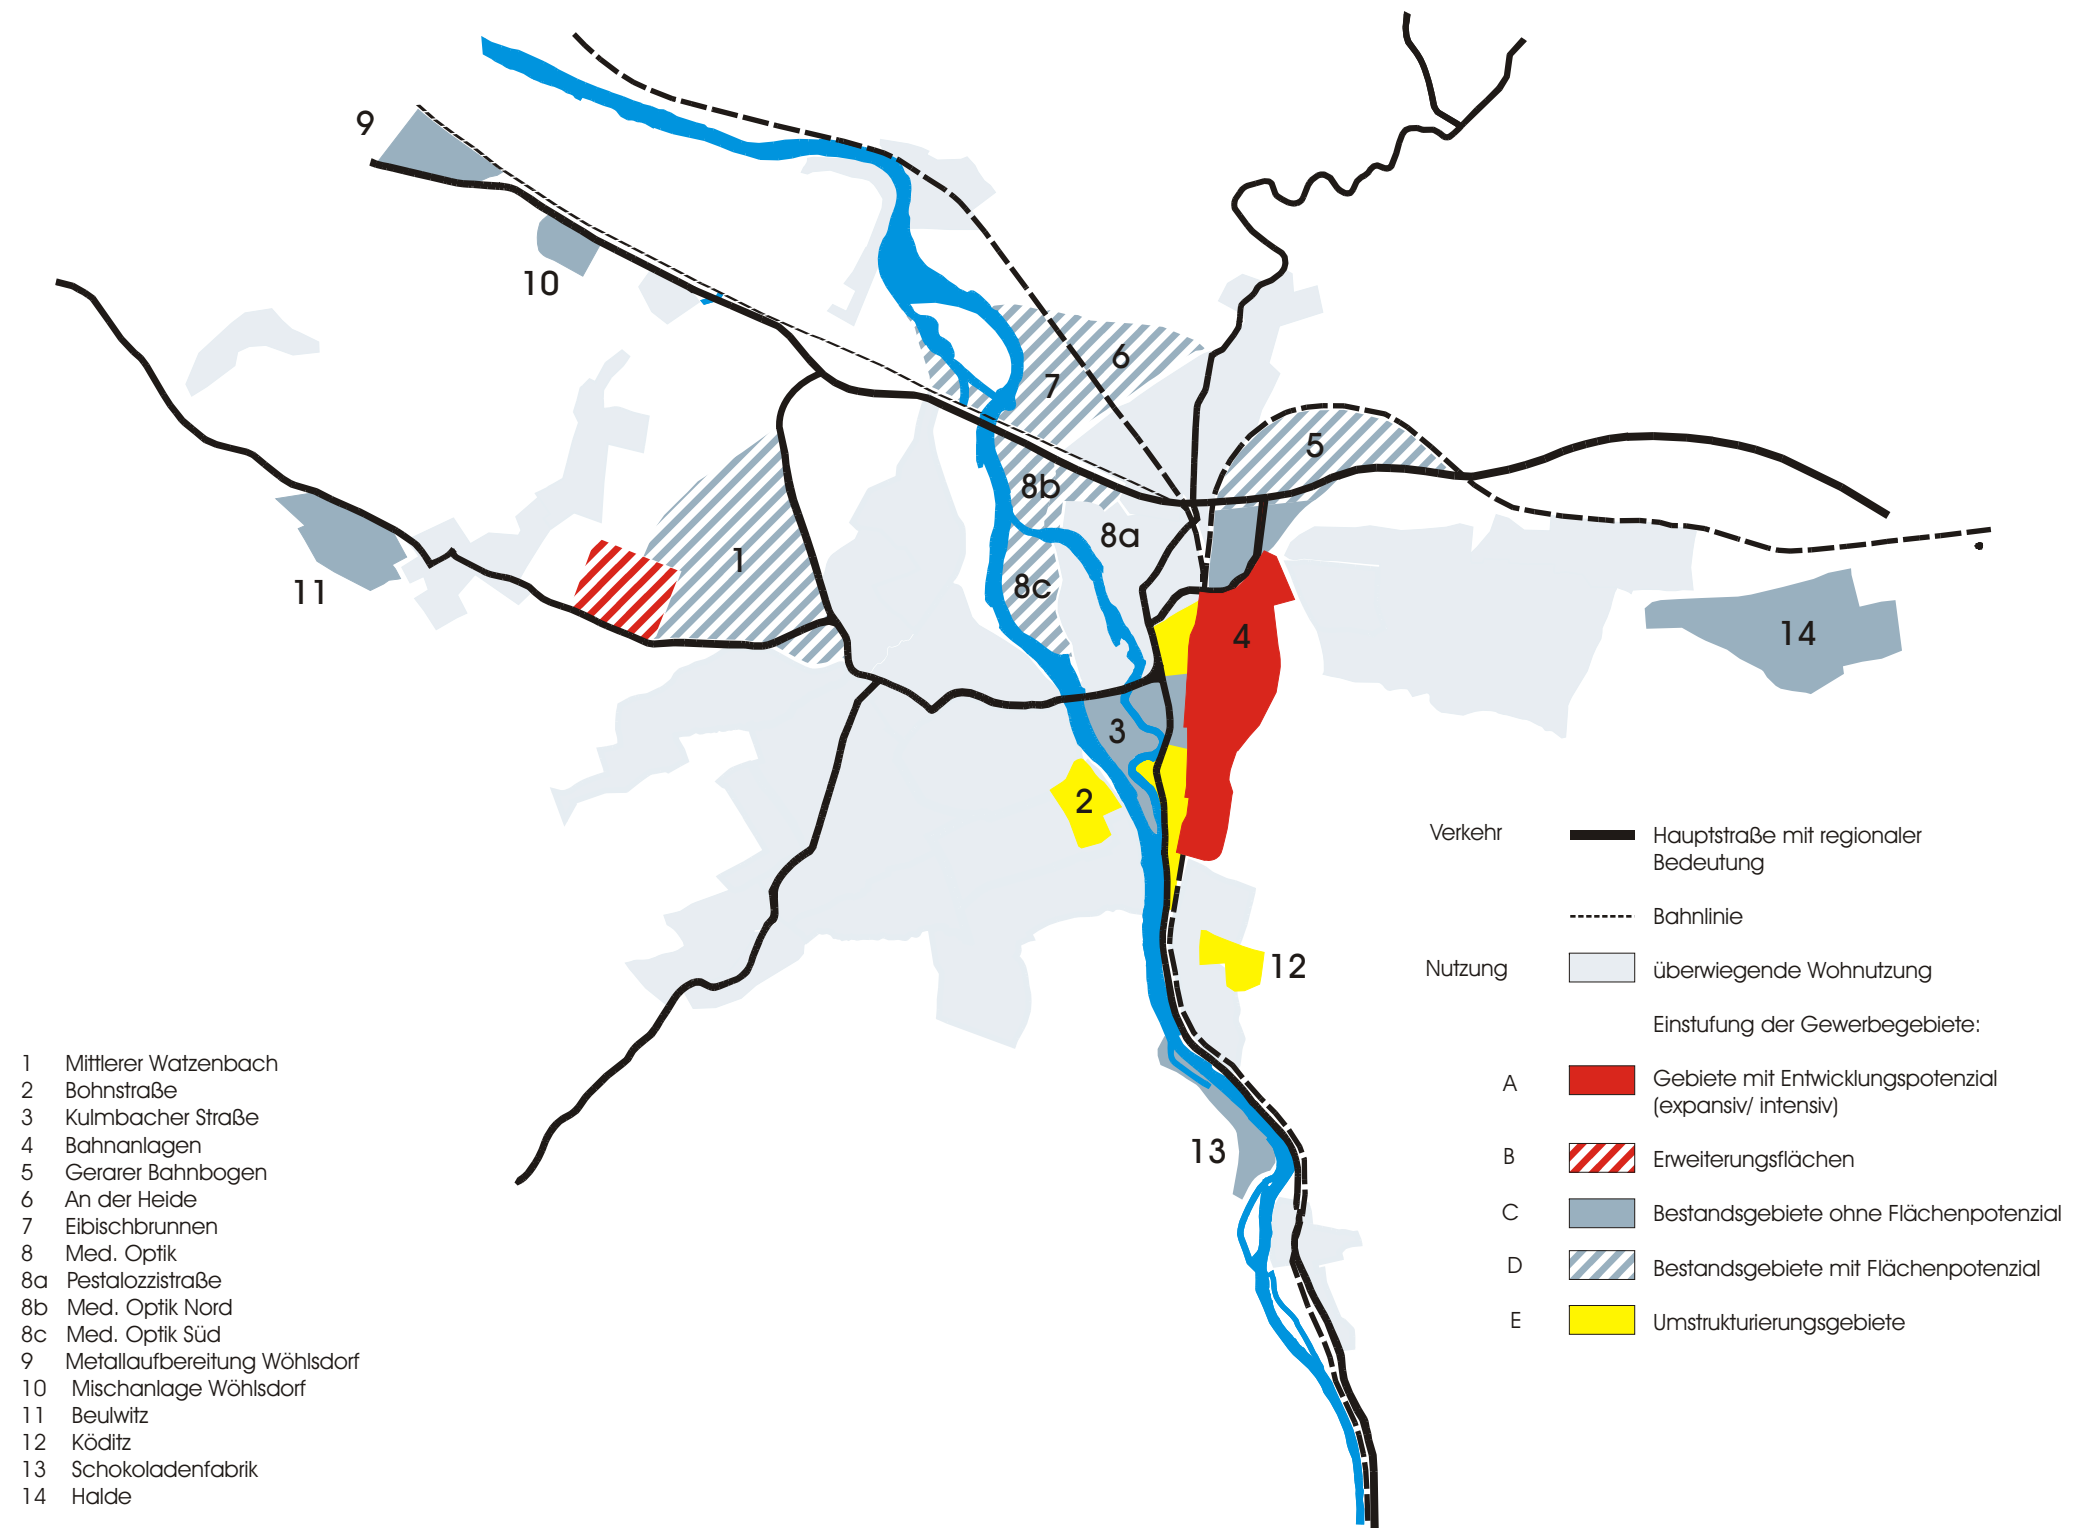 9
10
6
7
5
8b
8a
1
8c
11
4
14
3
2
12
13
Verkehr
Hauptstraße mit regionaler
Bedeutung
Bahnlinie
Nutzung
überwiegende Wohnutzung
Einstufung der Gewerbegebiete:
A Gebiete mit Entwicklungspotenzial
(expansiv/ intensiv)
B Erweiterungsflächen
C Bestandsgebiete ohne Flächenpotenzial
D Bestandsgebiete mit Flächenpotenzial
E Umstrukturierungsgebiete
1 Mittlerer Watzenbach
2 Bohnstraße
3 Kulmbacher Straße
4 Bahnanlagen
5 Gerarer Bahnbogen
6 An der Heide
7 Eibischbrunnen
8 Med. Optik
8a Pestalozzistraße
8b Med. Optik Nord
8c Med. Optik Süd
9 Metallaufbereitung Wöhlsdorf
10 Mischanlage Wöhlsdorf
11 Beulwitz
12 Köditz
13 Schokoladenfabrik
14 Halde